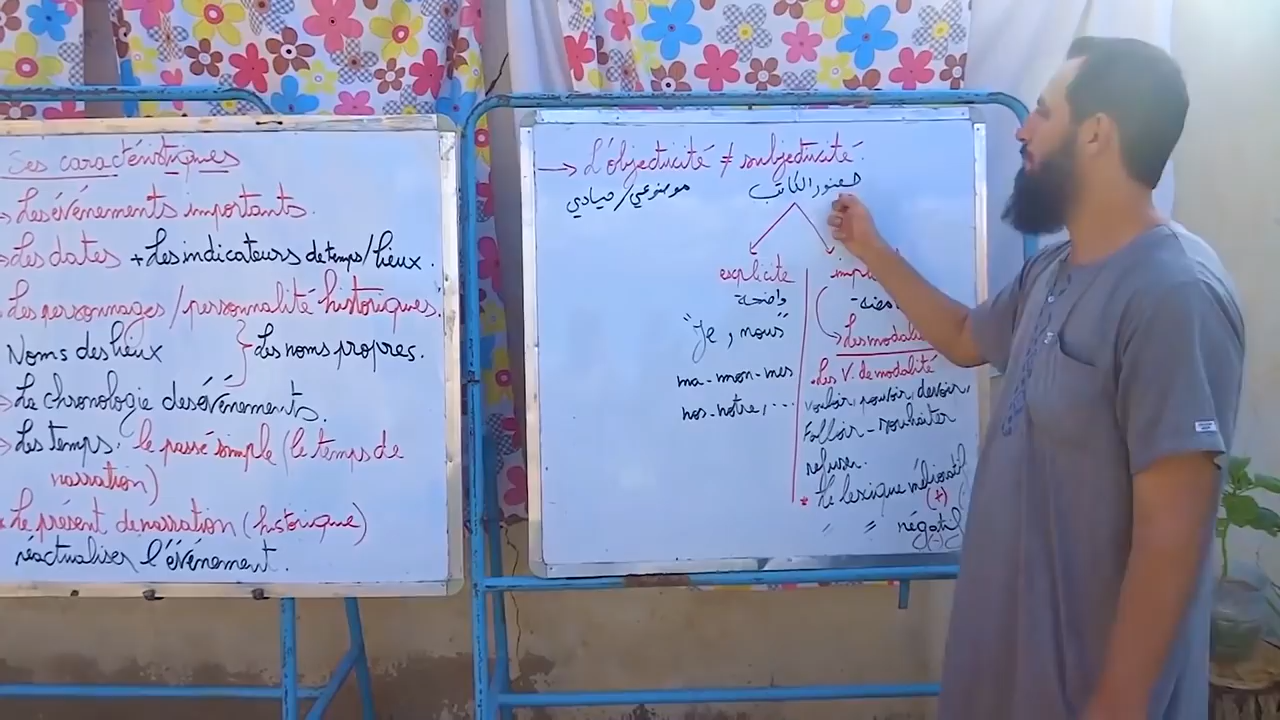 Ses caractéristiques
→ Les événements importants.
→ Les dates + Les indicateurs de temps / lieux.
Les personnages / personnalité historiques.
Noms des lieux } Les noms propres.
→ La chronologie des événements.
→ Les temps. le passé simple (le temps de
narration)
* Le présent de narration (historique)
réactualiser l'événement.
→ L'objectivité ≠ subjectivité.
موضوعي/حيادي
حضور الكاتب
explicite
واضحة
"Je, nous"
ma-mon-mes
nos-notre, ...
Les
. Les V. de modalité
vouloir, pouvoir, devoir,
Falloir - souhaiter
refuser.
* Le lexique mélioratif
(+)
〃 〃 négatif
(-)